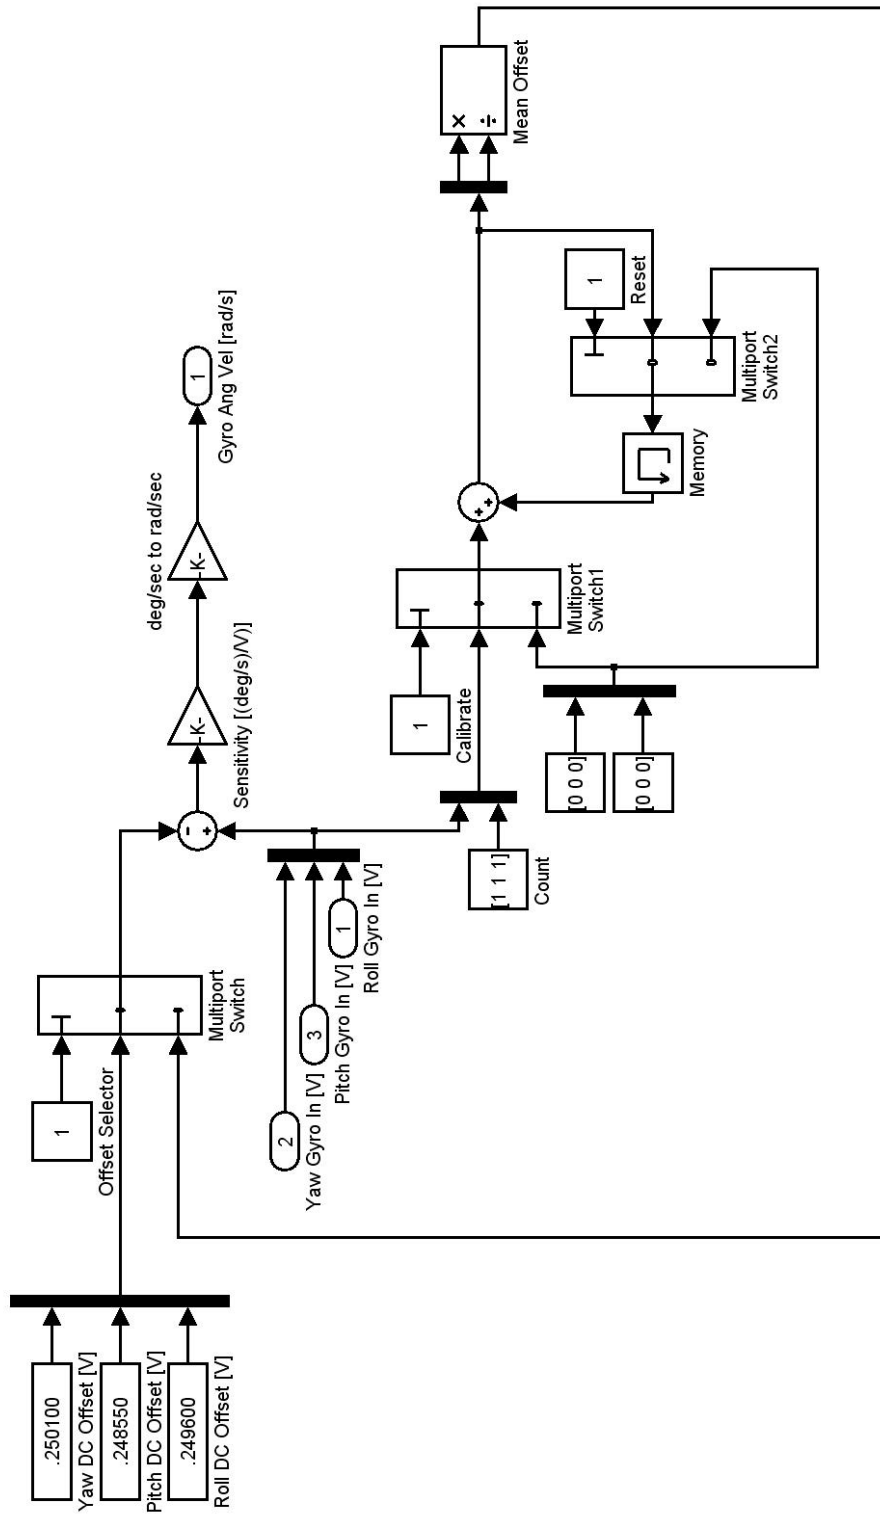 .250100
Yaw DC Offset [V]
.248550
Pitch DC Offset [V]
.249600
Roll DC Offset [V]
1
Offset Selector
Multiport
Switch
2
Yaw Gyro In [V]
3
Pitch Gyro In [V]
1
Roll Gyro In [V]
-
+
-K-
Sensitivity [(deg/s)/V)]
-K-
deg/sec to rad/sec
1
Gyro Ang Vel [rad/s]
[1 1 1]
Count
1
Calibrate
[0 0 0]
[0 0 0]
Multiport
Switch1
+
+
Memory
1
Reset
Multiport
Switch2
×
÷
Mean Offset